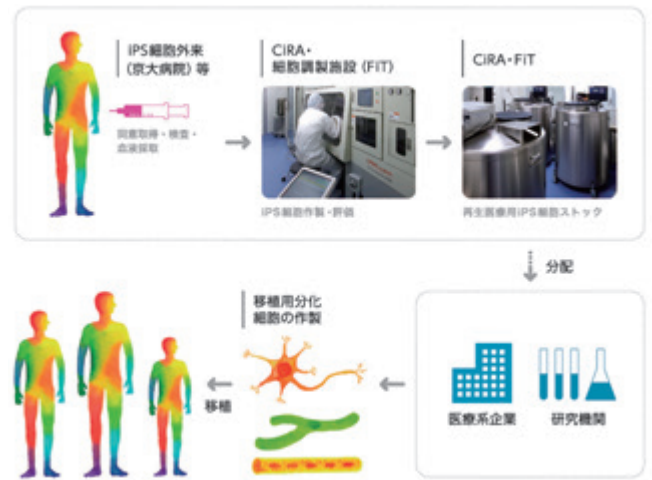 iPS細胞外来
（京大病院）等
同意取得・検査・
血液採取
CiRA・
細胞調製施設（FiT）
iPS細胞作製・評価
CiRA・FiT
再生医療用iPS細胞ストック
分配
医療系企業
研究機関
移植用分化
細胞の作製
移植